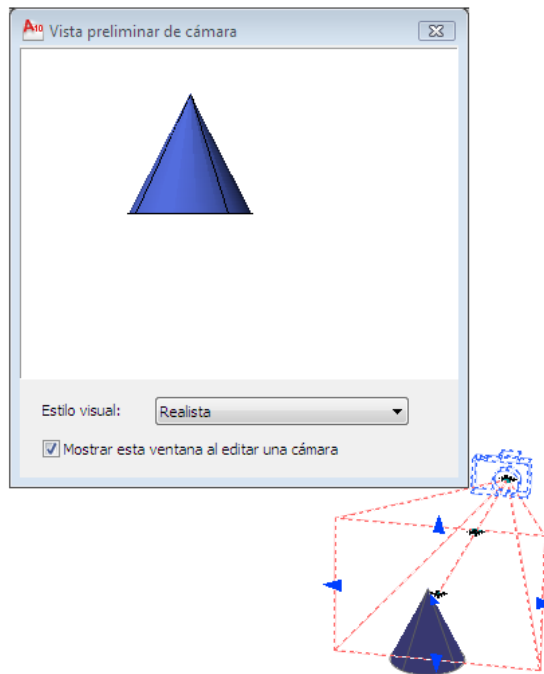 A10 Vista preliminar de cámara
Estilo visual: Realista
Mostrar esta ventana al editar una cámara